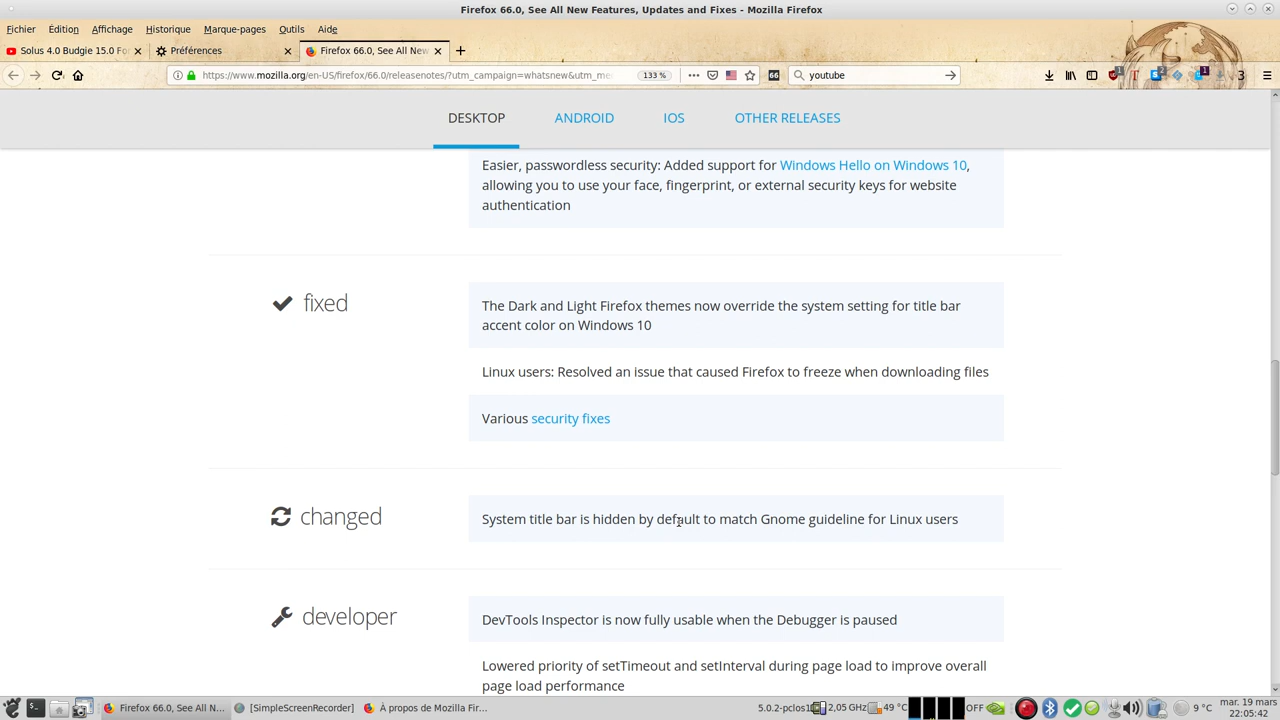 Firefox 66.0, See All New Features, Updates and Fixes - Mozilla Firefox
Fichier Édition Affichage Historique Marque-pages Outils Aide
Solus 4.0 Budgie 15.0 For
Préférences
Firefox 66.0, See All New
https://www.mozilla.org/en-US/firefox/66.0/releasenotes/?utm_campaign=whatsnew&utm_me
133 %
66
youtube
DESKTOP ANDROID IOS OTHER RELEASES
Easier, passwordless security: Added support for Windows Hello on Windows 10,
allowing you to use your face, fingerprint, or external security keys for website
authentication
fixed
The Dark and Light Firefox themes now override the system setting for title bar
accent color on Windows 10
Linux users: Resolved an issue that caused Firefox to freeze when downloading files
Various security fixes
changed
System title bar is hidden by default to match Gnome guideline for Linux users
developer
DevTools Inspector is now fully usable when the Debugger is paused
Lowered priority of setTimeout and setInterval during page load to improve overall
page load performance
Firefox 66.0, See All N...
[SimpleScreenRecorder]
À propos de Mozilla Fir...
5.0.2-pclos1
2,05 GHz
49 °C
OFF
9 °C
mar. 19 mars
22:05:42